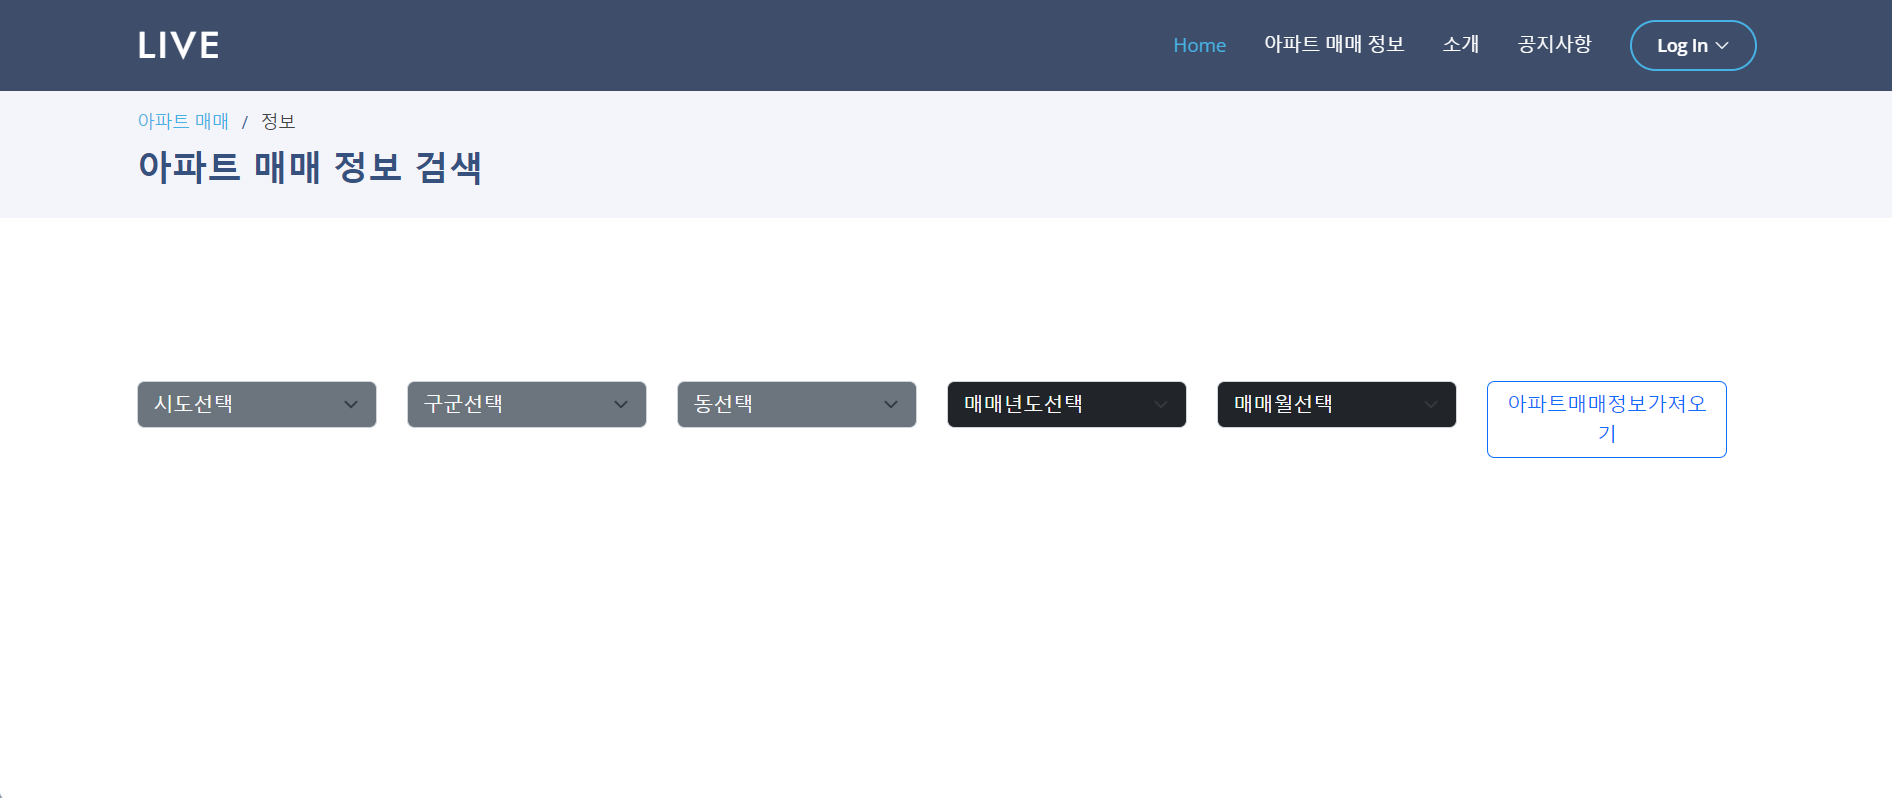 LIVE
Home 아파트 매매 정보 소개 공지사항 Log In
아파트 매매 / 정보
아파트 매매 정보 검색
시도선택 구군선택 동선택 매매년도선택 매매월선택 아파트매매정보가져오
기